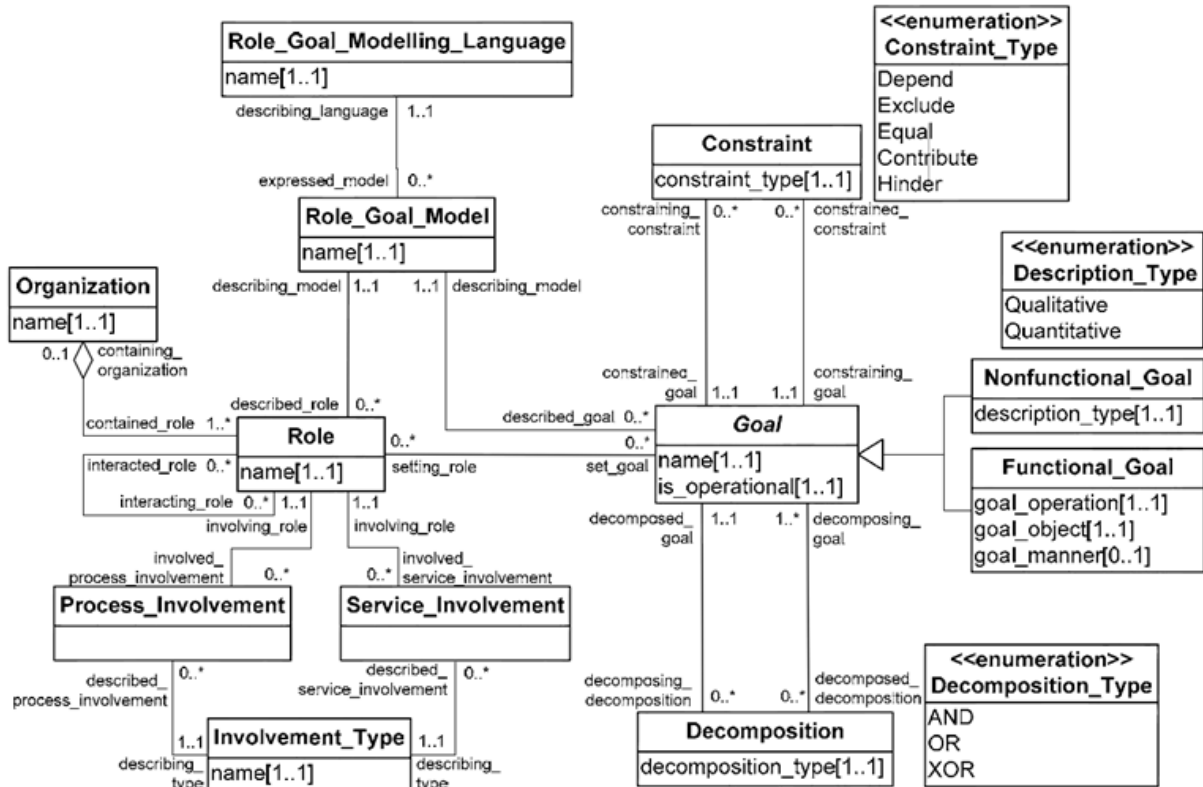 Role_Goal_Modelling_Language
name[1..1]
describing_language 1..1
expressed_model 0..*
Role_Goal_Model
name[1..1]
describing_model 1..1
1..1 describing_model
Organization
name[1..1]
0..1 containing_
organization
contained_role 1..*
described_role 0..*
Role
name[1..1]
interacted_role 0..*
interacting_role 0..*
1..1
involving_role
1..1
involving_role
0..*
setting_role
described_goal 0..*
0..*
set_goal
involved_
process_involvement 0..*
involved_
0..* service_involvement
Process_Involvement
Service_Involvement
described_ 0..*
process_involvement
described_ 0..*
service_involvement
Involvement_Type
name[1..1]
1..1
describing_
type
1..1
describing_
type
<<enumeration>>
Constraint_Type
Depend
Exclude
Equal
Contribute
Hinder
Constraint
constraint_type[1..1]
constraining_ 0..*
constraint
0..* constrained_
constraint
constrained_
goal 1..1
constraining_
1..1 goal
Goal
name[1..1]
is_operational[1..1]
<<enumeration>>
Description_Type
Qualitative
Quantitative
Nonfunctional_Goal
description_type[1..1]
Functional_Goal
goal_operation[1..1]
goal_object[1..1]
goal_manner[0..1]
decomposed_ 1..1
goal
1..* decomposing_
goal
decomposing_
decomposition 0..*
decomposed_
0..* decomposition
Decomposition
decomposition_type[1..1]
<<enumeration>>
Decomposition_Type
AND
OR
XOR